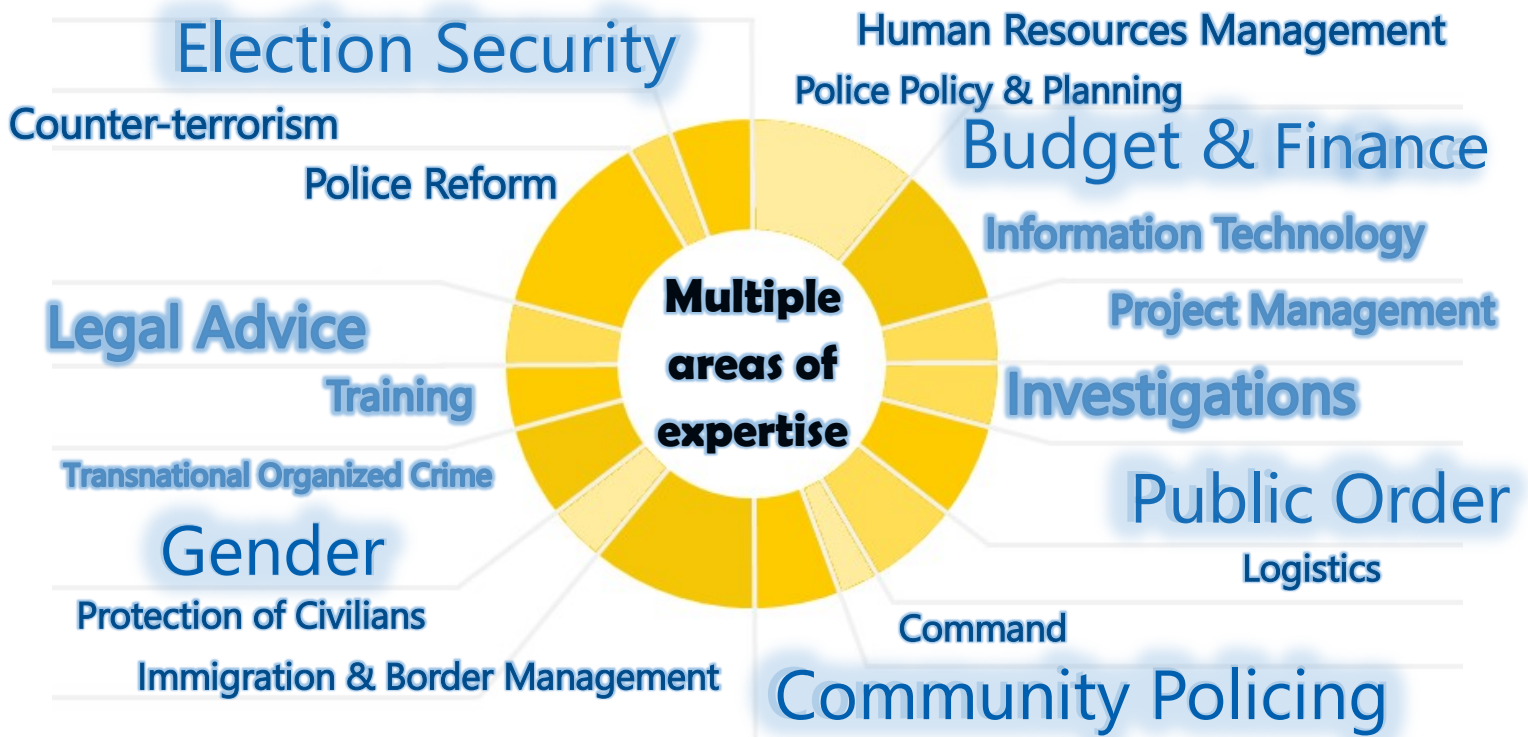 Election Security
Counter-terrorism
Police Reform
Legal Advice
Training
Transnational Organized Crime
Gender
Protection of Civilians
Immigration & Border Management
Multiple
areas of
expertise
Human Resources Management
Police Policy & Planning
Budget & Finance
Information Technology
Project Management
Investigations
Public Order
Logistics
Command
Community Policing